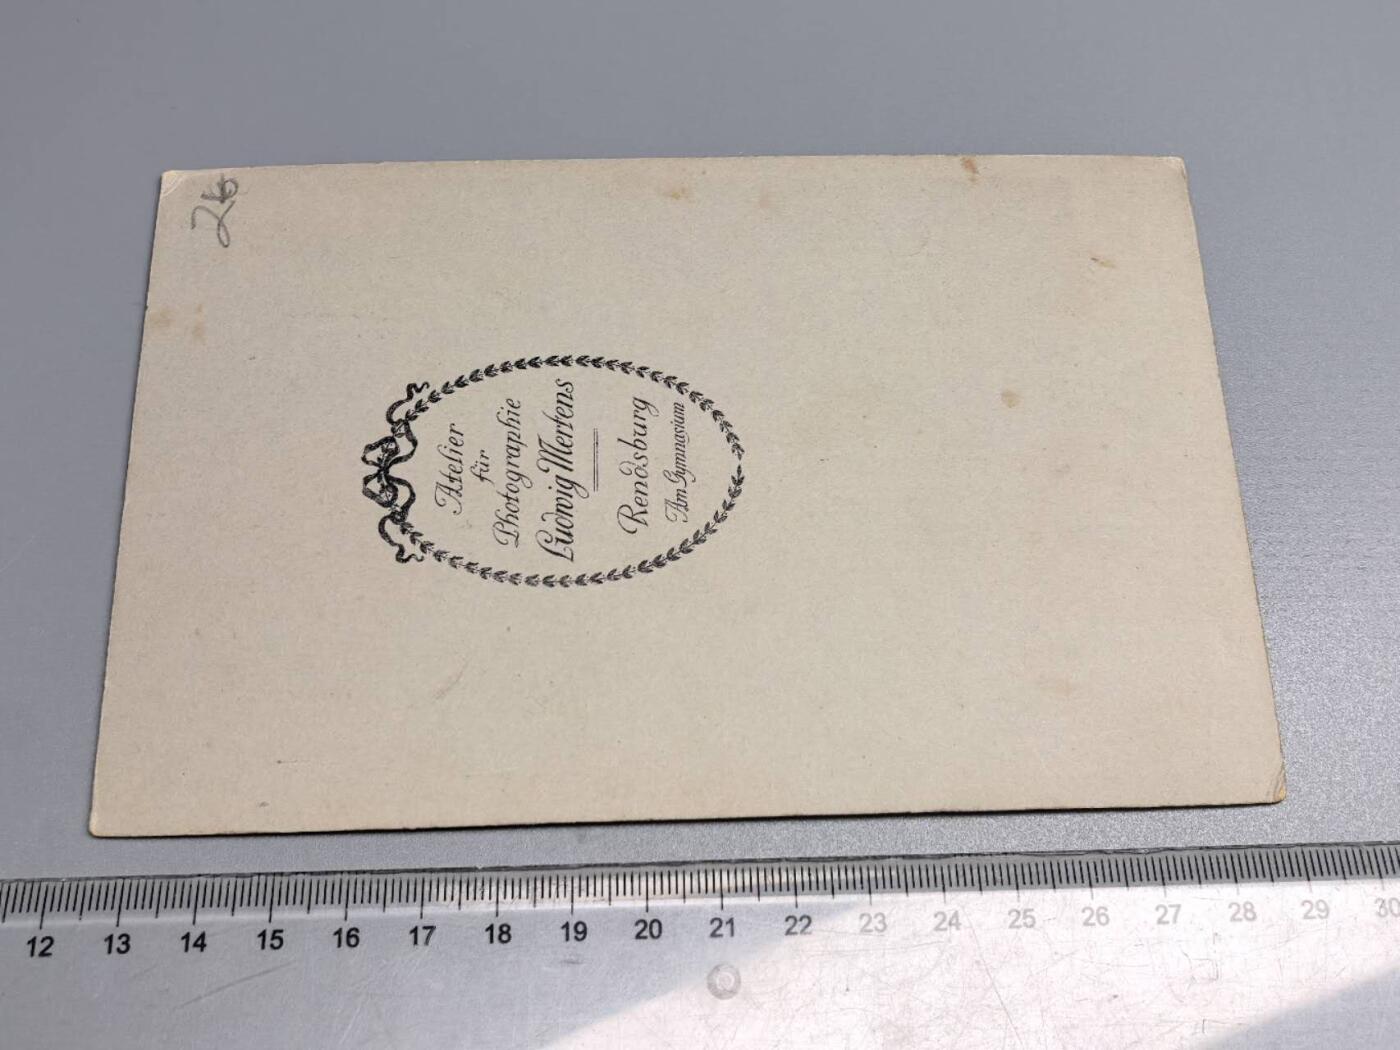 Atelier
für
Photographie
Ludwig Mertens
Rendsburg
Am Gymnasium
12 13 14 15 16 17 18 19 20 21 22 23 24 25 26 27 28 29 30